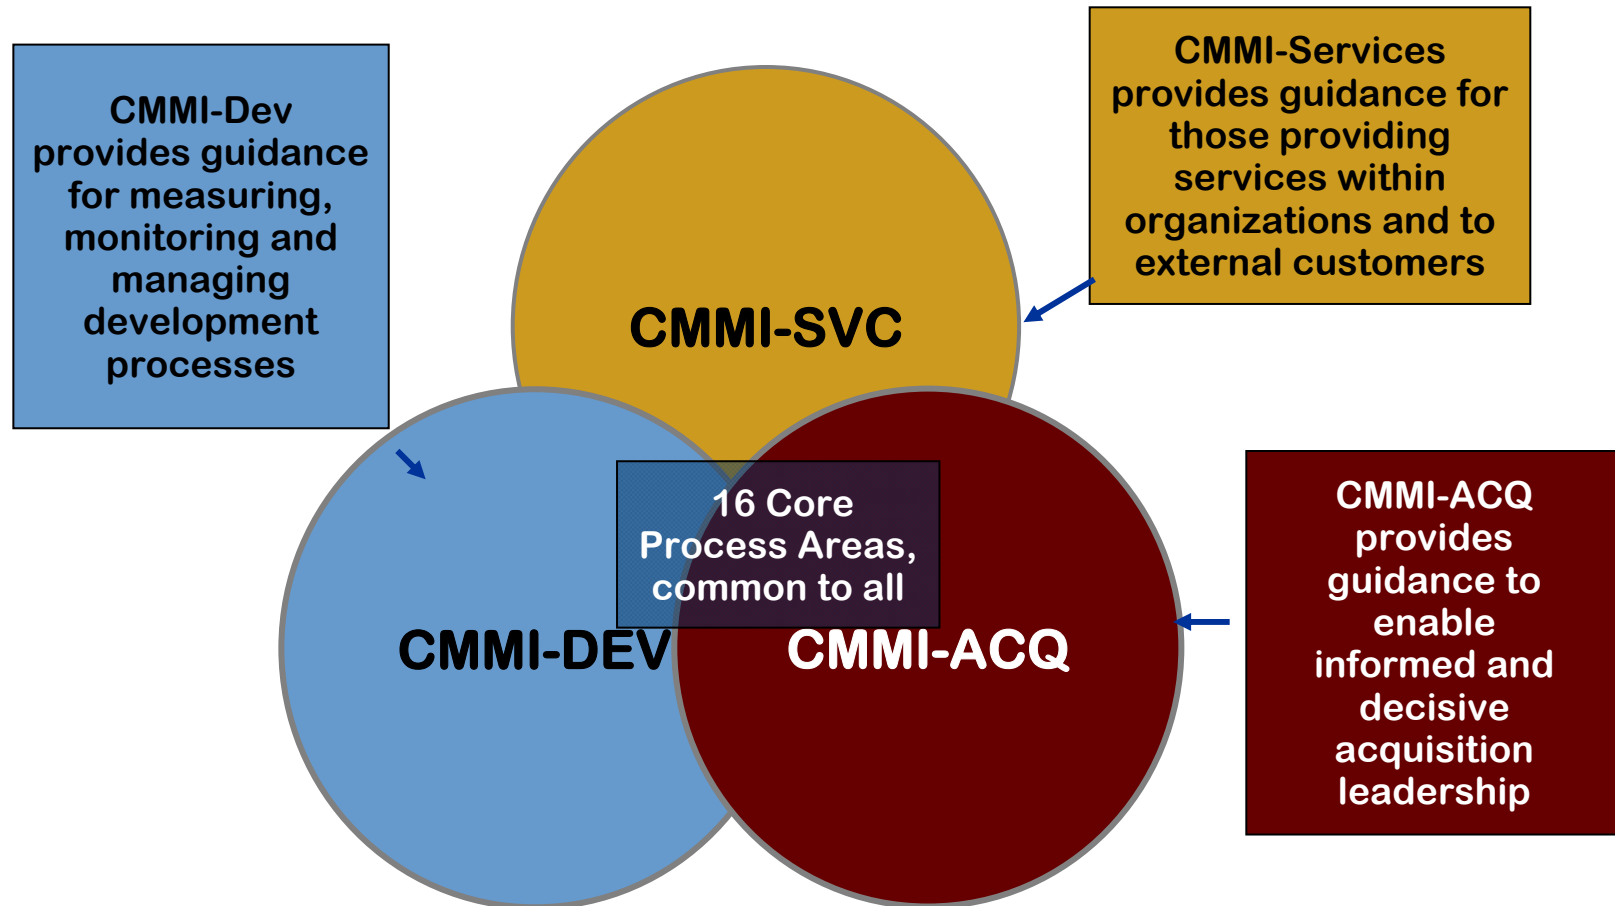 CMMI-Dev
provides guidance
for measuring,
monitoring and
managing
development
processes
CMMI-Services
provides guidance for
those providing
services within
organizations and to
external customers
CMMI-SVC
16 Core
Process Areas,
common to all
CMMI-DEV
CMMI-ACQ
CMMI-ACQ
provides
guidance to
enable
informed and
decisive
acquisition
leadership